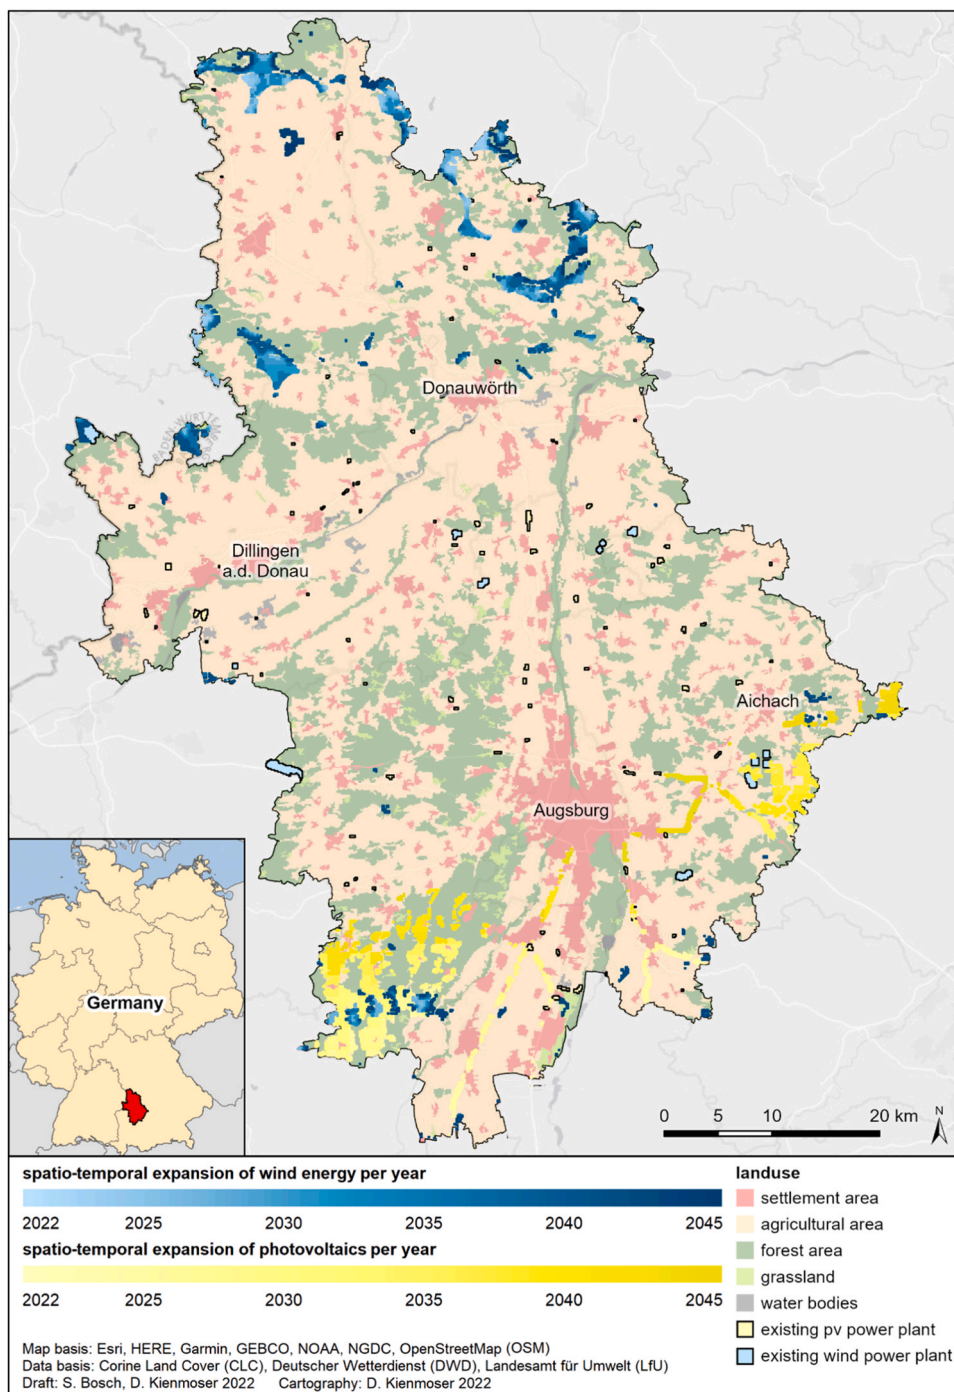 BADEN-WÜRTTEMBERG
Donauwörth
Dillingen
a.d. Donau
Aichach
Augsburg
Germany
0 5 10 20 km
N
spatio-temporal expansion of wind energy per year
2022 2025 2030 2035 2040 2045
spatio-temporal expansion of photovoltaics per year
2022 2025 2030 2035 2040 2045
landuse
settlement area
agricultural area
forest area
grassland
water bodies
existing pv power plant
existing wind power plant
Map basis: Esri, HERE, Garmin, GEBCO, NOAA, NGDC, OpenStreetMap (OSM)
Data basis: Corine Land Cover (CLC), Deutscher Wetterdienst (DWD), Landesamt für Umwelt (LfU)
Draft: S. Bosch, D. Kienmoser 2022 Cartography: D. Kienmoser 2022